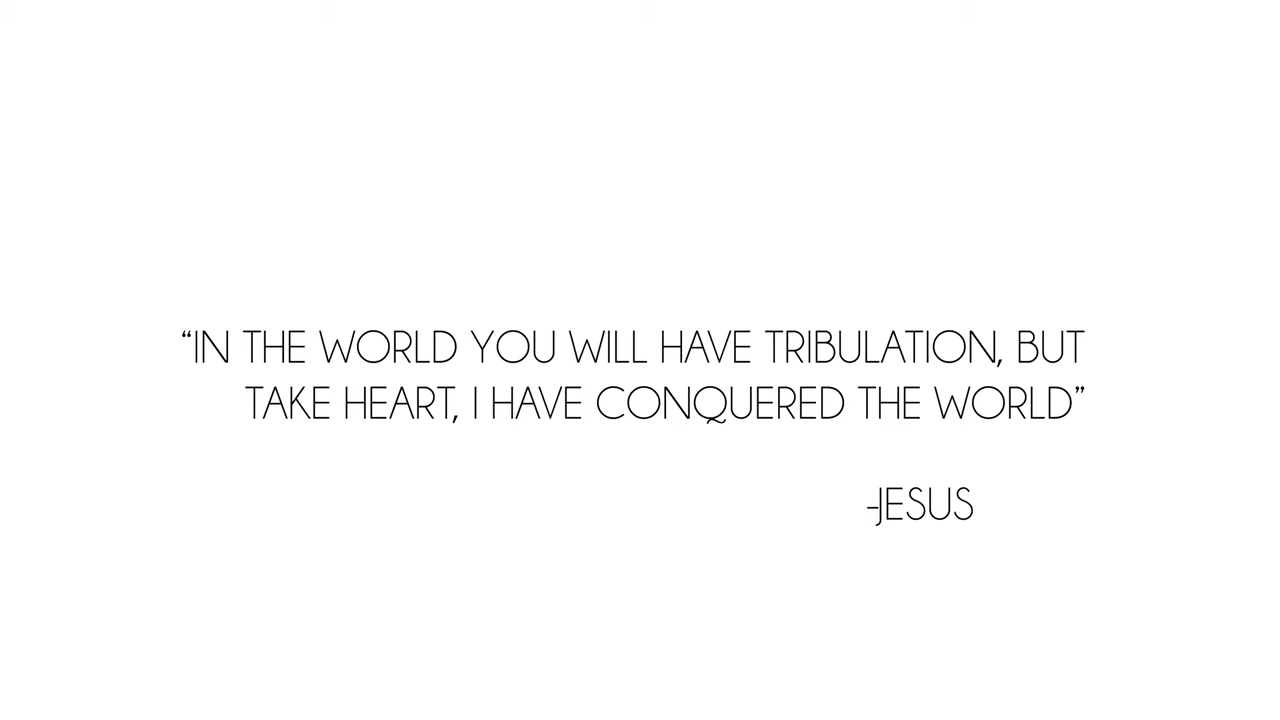 “IN THE WORLD YOU WILL HAVE TRIBULATION, BUT
TAKE HEART, I HAVE CONQUERED THE WORLD”
-JESUS